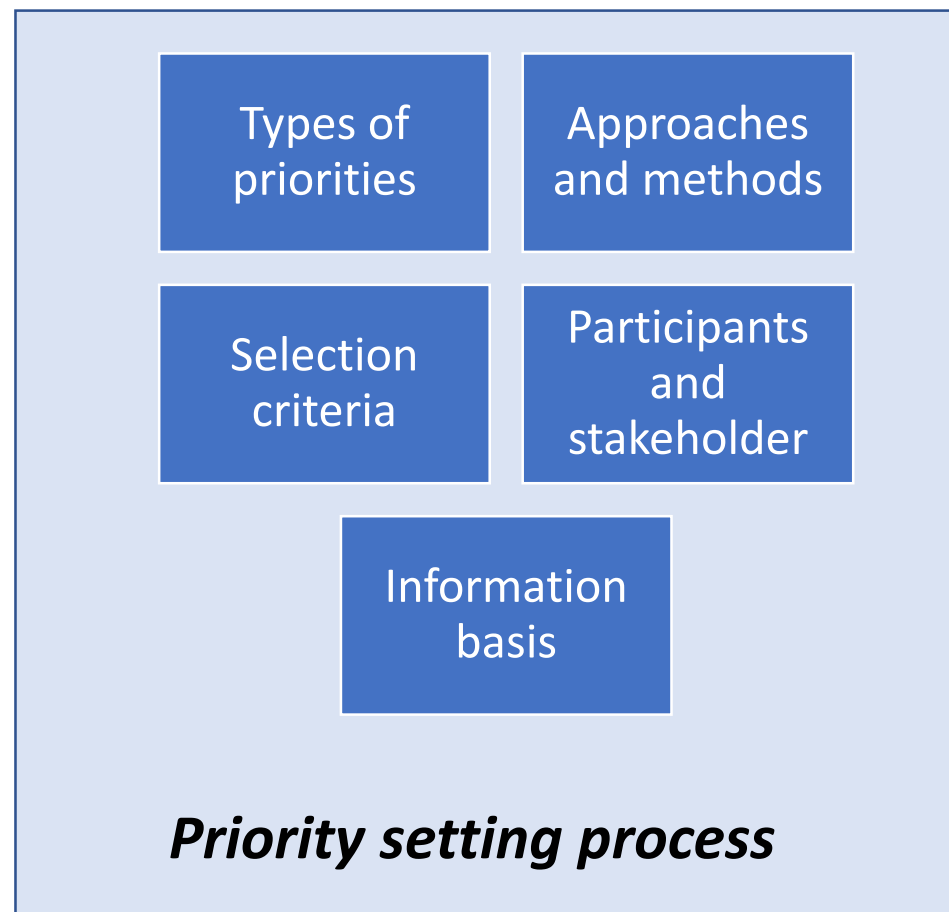 Types of
priorities
Approaches
and methods
Selection
criteria
Participants
and
stakeholder
Information
basis
Priority setting process